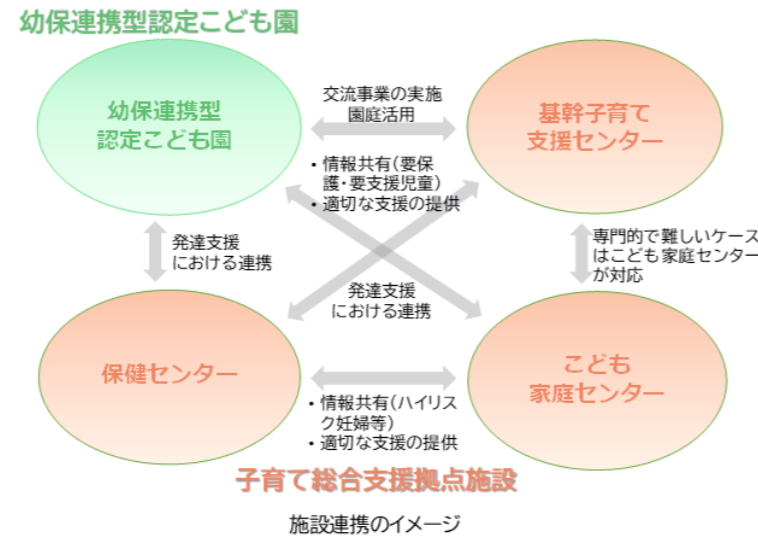 幼保連携型認定こども園
幼保連携型
認定こども園
交流事業の実施
園庭活用
基幹子育て
支援センター
・情報共有(要保
護・要支援児童)
・適切な支援の提供
発達支援
における連携
専門的で難しいケース
はこども家庭センター
が対応
発達支援
における連携
保健センター
こども
家庭センター
・情報共有(ハイリス
ク妊婦等)
・適切な支援の提供
子育て総合支援拠点施設
施設連携のイメージ